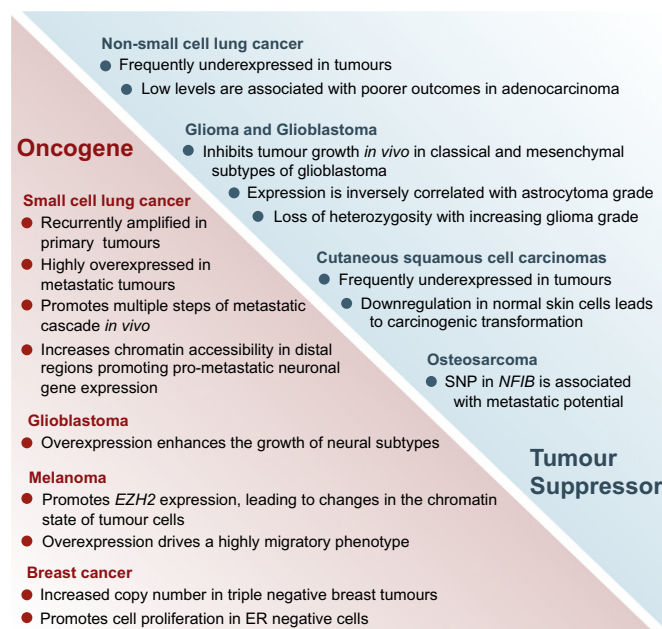 Non-small cell lung cancer
Frequently underexpressed in tumours
Low levels are associated with poorer outcomes in adenocarcinoma
Glioma and Glioblastoma
Inhibits tumour growth in vivo in classical and mesenchymal
subtypes of glioblastoma
Expression is inversely correlated with astrocytoma grade
Loss of heterozygosity with increasing glioma grade
Cutaneous squamous cell carcinomas
Frequently underexpressed in tumours
Downregulation in normal skin cells leads
to carcinogenic transformation
Osteosarcoma
SNP in NFIB is associated
with metastatic potential
Tumour
Suppressor
Oncogene
Small cell lung cancer
Recurrently amplified in
primary tumours
Highly overexpressed in
metastatic tumours
Promotes multiple steps of metastatic
cascade in vivo
Increases chromatin accessibility in distal
regions promoting pro-metastatic neuronal
gene expression
Glioblastoma
Overexpression enhances the growth of neural subtypes
Melanoma
Promotes EZH2 expression, leading to changes in the chromatin
state of tumour cells
Overexpression drives a highly migratory phenotype
Breast cancer
Increased copy number in triple negative breast tumours
Promotes cell proliferation in ER negative cells